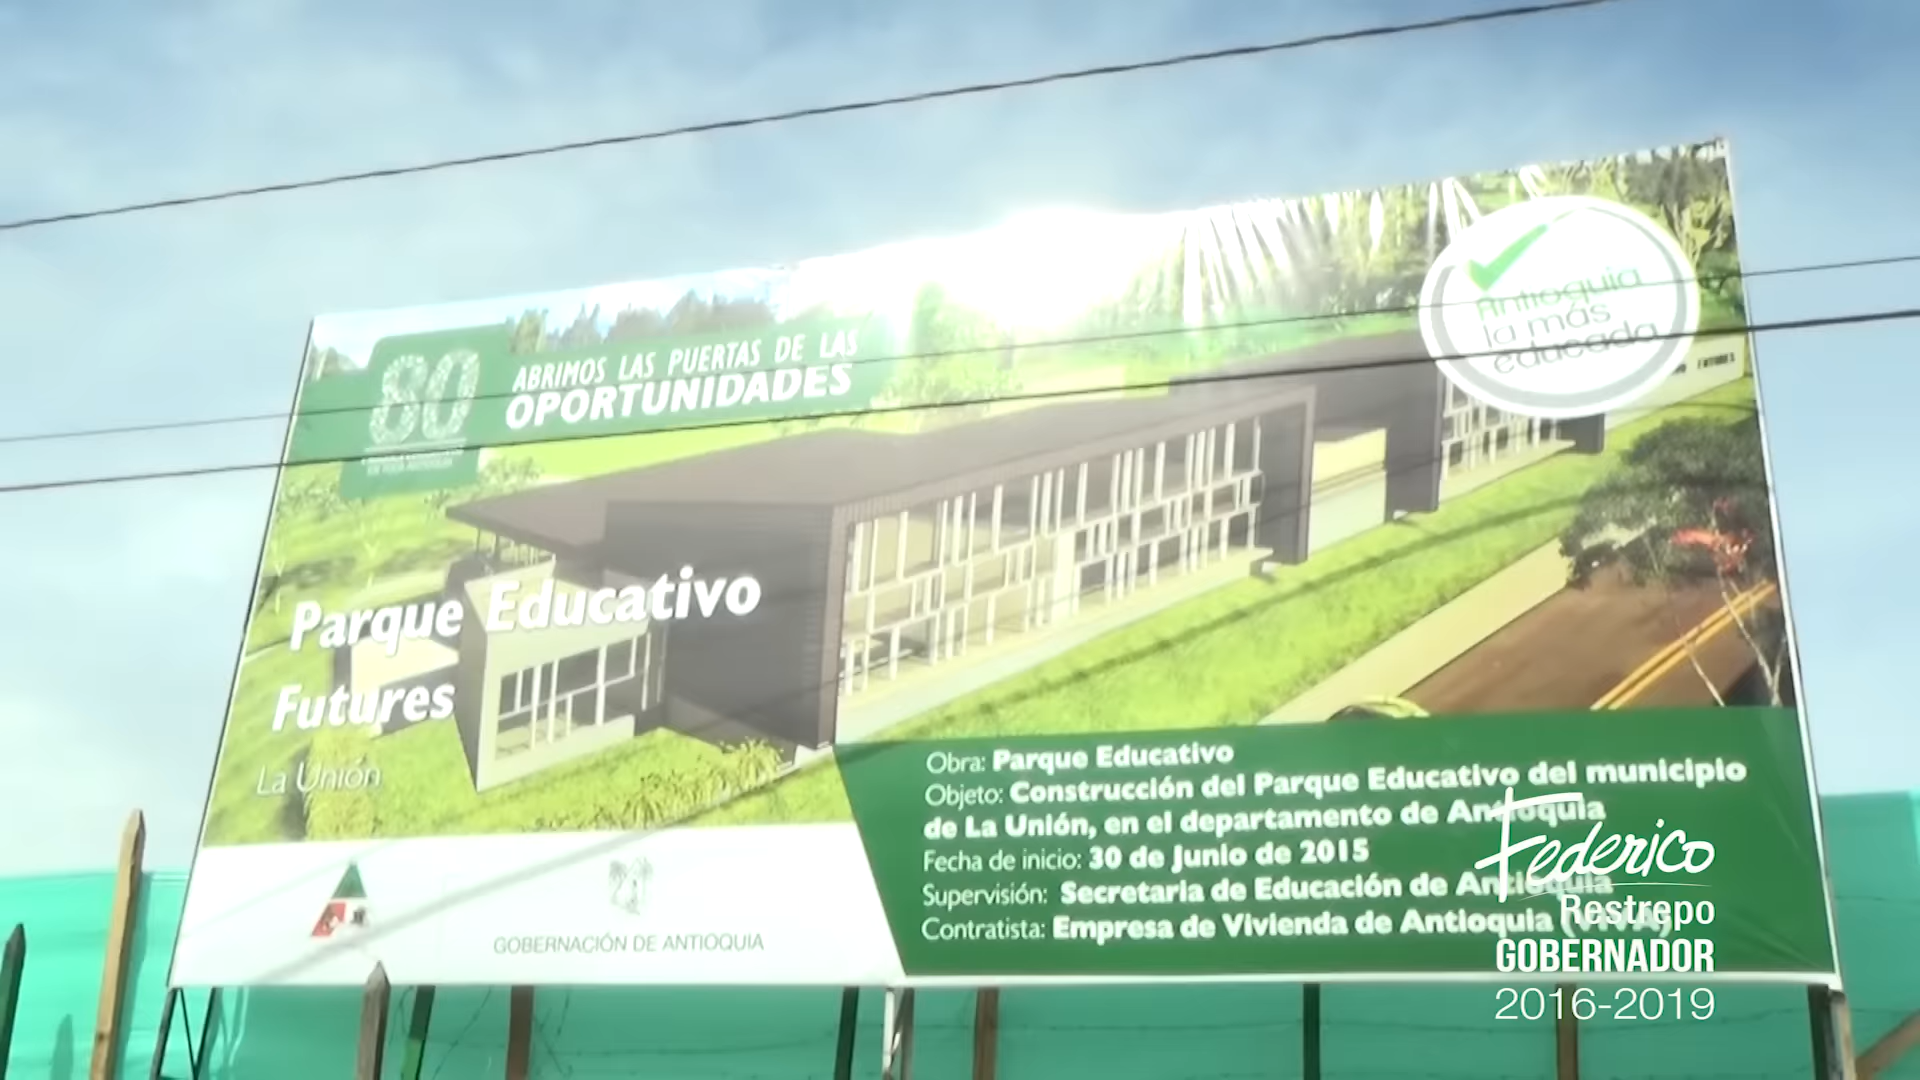 80
ABRIMOS LAS PUERTAS DE LAS
OPORTUNIDADES
Antioquia
la más
educada
Parque Educativo
Futures
La Unión
Obra: Parque Educativo
Objeto: Construcción del Parque Educativo del municipio
de La Unión, en el departamento de Antioquia
Fecha de inicio: 30 de Junio de 2015
Supervisión: Secretaria de Educación de Antioquia
Contratista: Empresa de Vivienda de Antioquia (VIVA)
GOBERNACIÓN DE ANTIOQUIA
Federico
Restrepo
GOBERNADOR
2016-2019